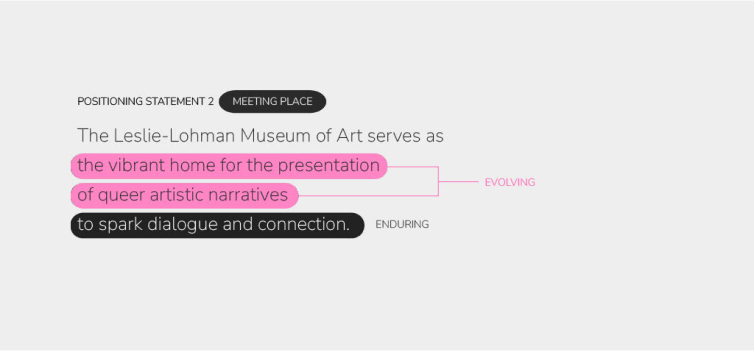 POSITIONING STATEMENT 2 MEETING PLACE
The Leslie-Lohman Museum of Art serves as
the vibrant home for the presentation
of queer artistic narratives
EVOLVING
to spark dialogue and connection. ENDURING